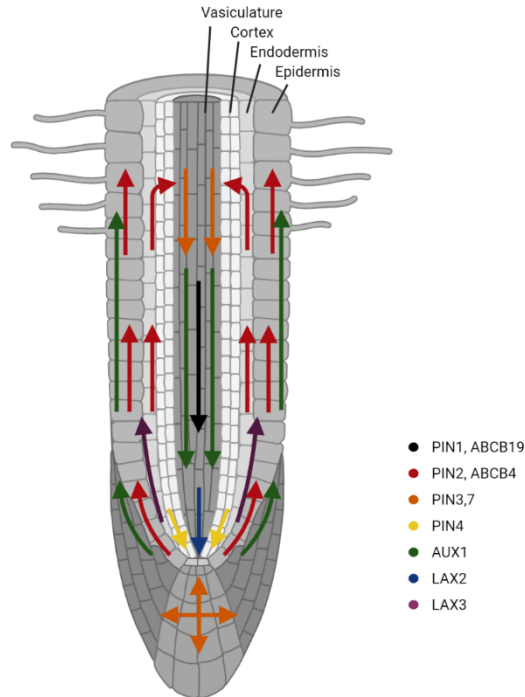 Vasiculature
Cortex
Endodermis
Epidermis
PIN1, ABCB19
PIN2, ABCB4
PIN3,7
PIN4
AUX1
LAX2
LAX3